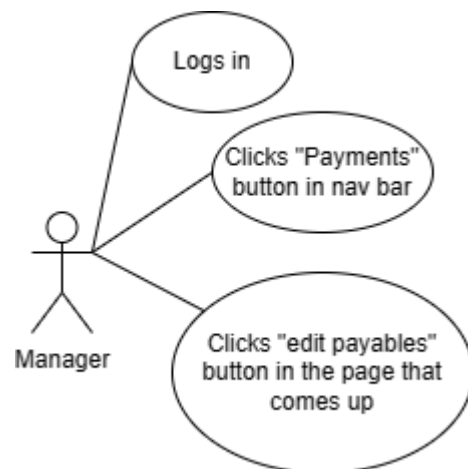 Logs in
Clicks "Payments"
button in nav bar
Manager
Clicks "edit payables"
button in the page that
comes up